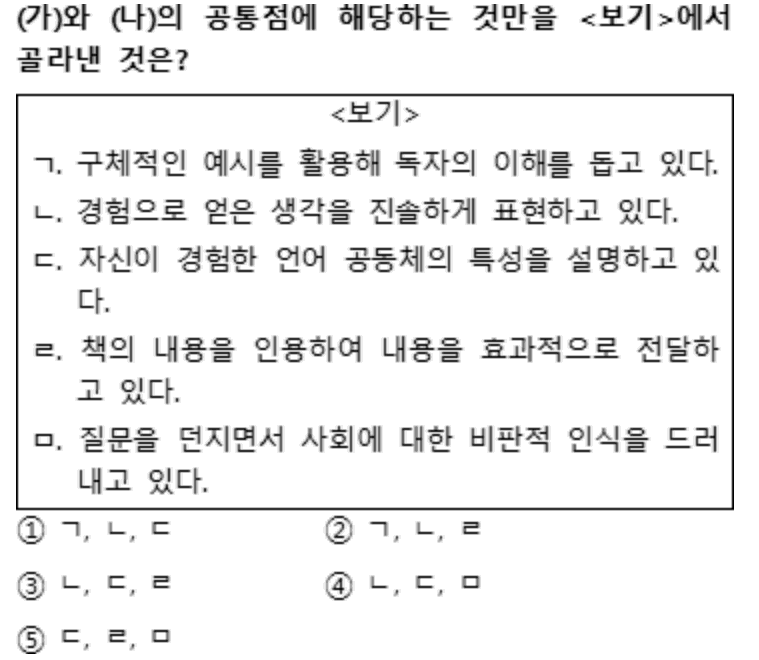 (가)와 (나)의 공통점에 해당하는 것만을 <보기>에서
골라낸 것은?
<보기>
ㄱ. 구체적인 예시를 활용해 독자의 이해를 돕고 있다.
ㄴ. 경험으로 얻은 생각을 진솔하게 표현하고 있다.
ㄷ. 자신이 경험한 언어 공동체의 특성을 설명하고 있
다.
ㄹ. 책의 내용을 인용하여 내용을 효과적으로 전달하
고 있다.
ㅁ. 질문을 던지면서 사회에 대한 비판적 인식을 드러
내고 있다.
① ㄱ, ㄴ, ㄷ ② ㄱ, ㄴ, ㄹ
③ ㄴ, ㄷ, ㄹ ④ ㄴ, ㄷ, ㅁ
⑤ ㄷ, ㄹ, ㅁ